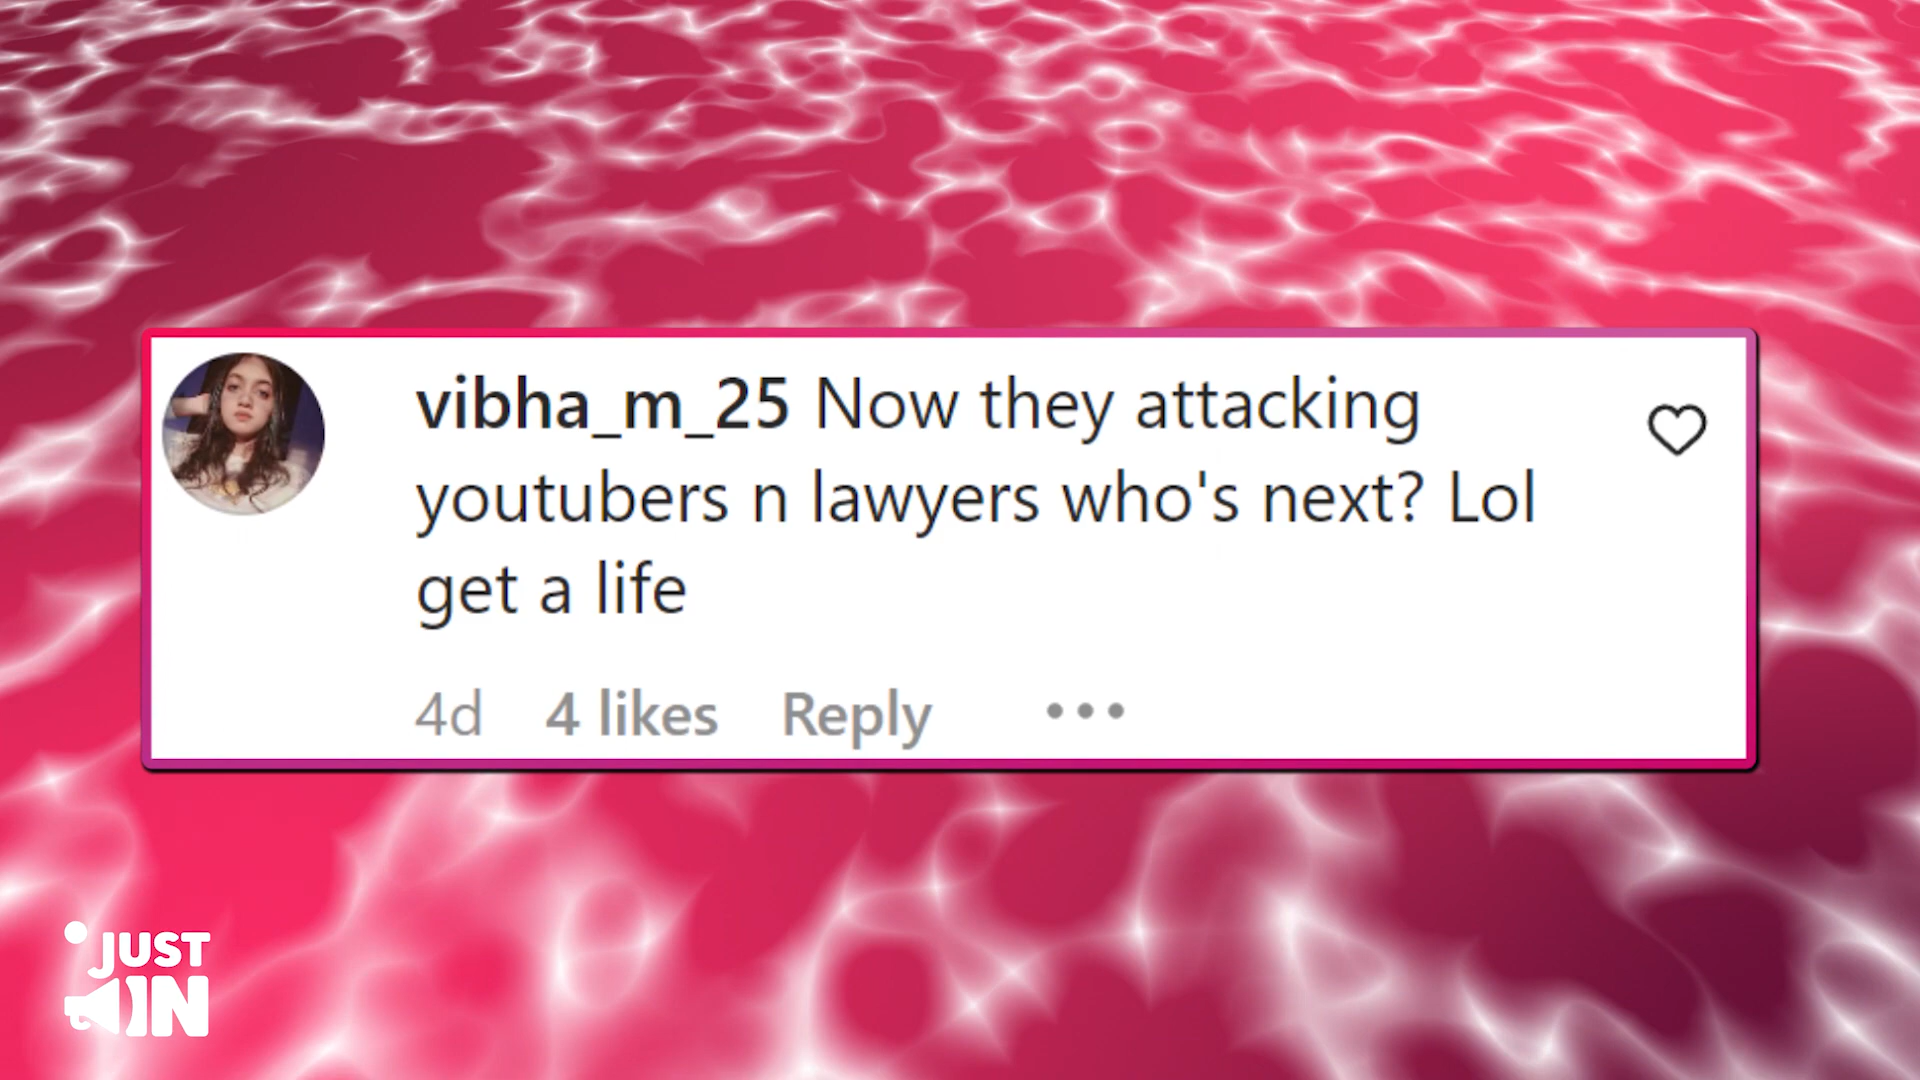 vibha_m_25 Now they attacking
youtubers n lawyers who's next? Lol
get a life
4d 4 likes Reply
JUST
IN